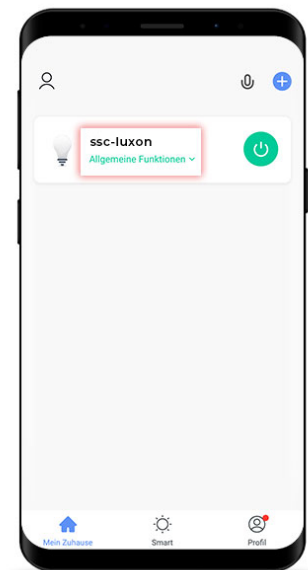 ssc-luxon
Allgemeine Funktionen
Mein Zuhause
Smart
Profil